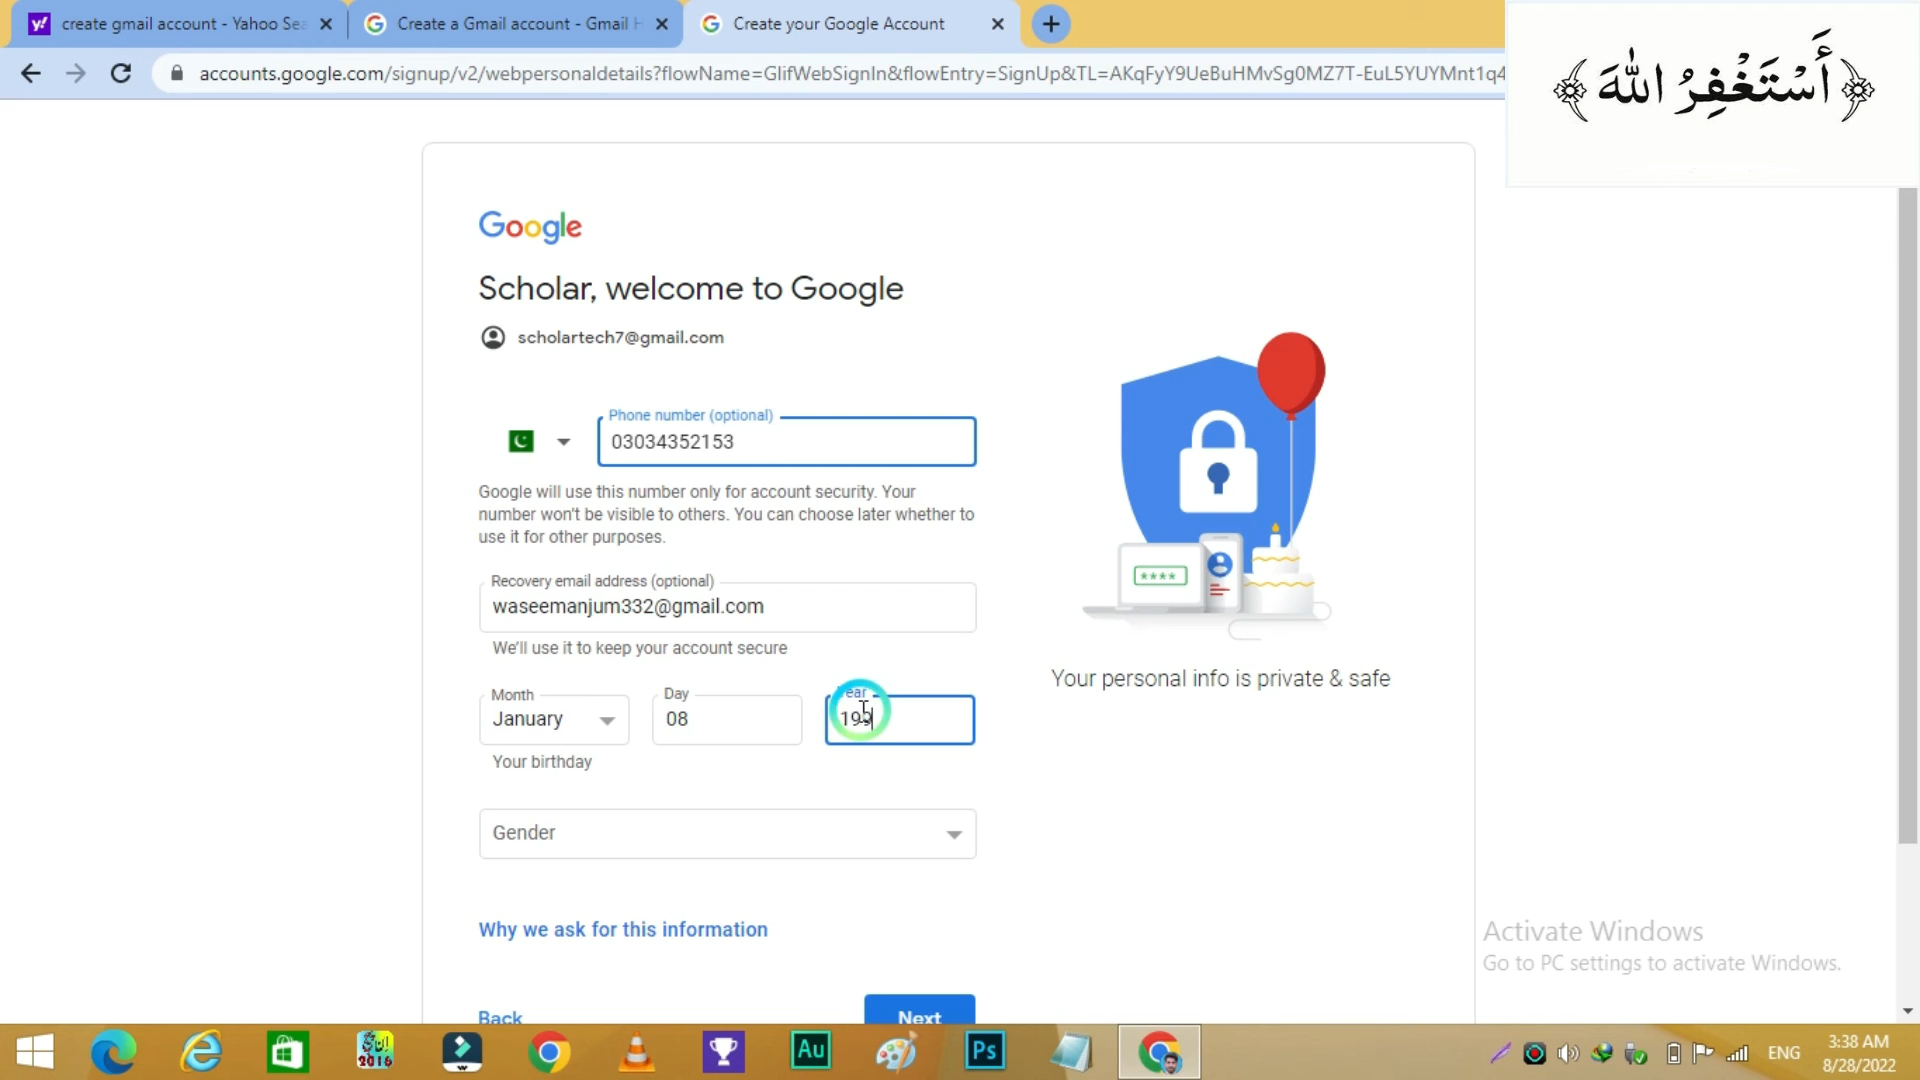 create gmail account - Yahoo Sea
Create a Gmail account - Gmail H
Create your Google Account
accounts.google.com/signup/v2/webpersonaldetails?flowName=GlifWebSignIn&flowEntry=SignUp&TL=AKqFyY9UeBuHMvSg0MZ7T-EuL5YUYMnt1q4
﴿أَسْتَغْفِرُ اللهَ﴾
Google
Scholar, welcome to Google
scholartech7@gmail.com
Phone number (optional)
03034352153
Google will use this number only for account security. Your
number won't be visible to others. You can choose later whether to
use it for other purposes.
Recovery email address (optional)
waseemanjum332@gmail.com
We'll use it to keep your account secure
Month
January
Day
08
Year
199
Your birthday
Gender
Why we ask for this information
Back
Next
****
Your personal info is private & safe
Activate Windows
Go to PC settings to activate Windows.
2016
Au
Ps
ENG
3:38 AM
8/28/2022